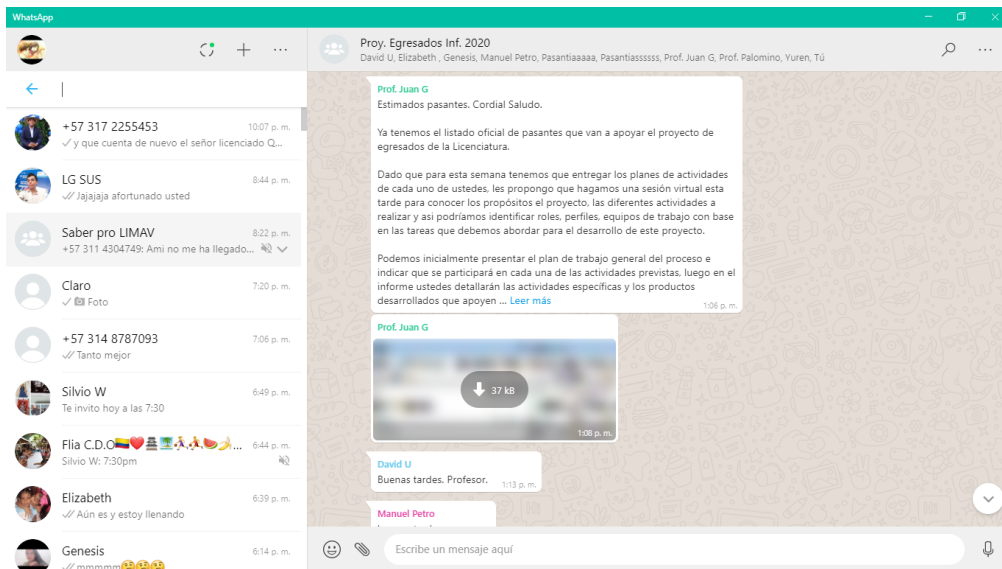 WhatsApp
+57 317 2255453
10:07 p. m.
y que cuenta de nuevo el señor licenciado Q...
LG SUS
8:44 p. m.
Jajajaja afortunado usted
Saber pro LIMAV
8:22 p. m.
+57 311 4304749: Ami no me ha llegado...
Claro
7:20 p. m.
Foto
+57 314 8787093
7:06 p. m.
Tanto mejor
Silvio W
6:49 p. m.
Te invito hoy a las 7:30
Flia C.D.O🇨🇴❤...
6:44 p. m.
Silvio W: 7:30pm
Elizabeth
6:39 p. m.
Aún es y estoy llenando
Genesis
6:14 p. m.
mmmmm🤔🤔🤔
Proy. Egresados Inf. 2020
David U, Elizabeth , Genesis, Manuel Petro, Pasantiaaaaa, Pasantiassssss, Prof. Juan G, Prof. Palomino, Yuren, Tú
Prof. Juan G
Estimados pasantes. Cordial Saludo.
Ya tenemos el listado oficial de pasantes que van a apoyar el proyecto de
egresados de la Licenciatura.
Dado que para esta semana tenemos que entregar los planes de actividades
de cada uno de ustedes, les propongo que hagamos una sesión virtual esta
tarde para conocer los propósitos el proyecto, las diferentes actividades a
realizar y asi podríamos identificar roles, perfiles, equipos de trabajo con base
en las tareas que debemos abordar para el desarrollo de este proyecto.
Podemos inicialmente presentar el plan de trabajo general del proceso e
indicar que se participará en cada una de las actividades previstas, luego en el
informe ustedes detallarán las actividades específicas y los productos
desarrollados que apoyen ... Leer más
1:06 p. m.
Prof. Juan G
37 kB
1:08 p. m.
David U
Buenas tardes. Profesor.
1:13 p. m.
Manuel Petro
Escribe un mensaje aquí